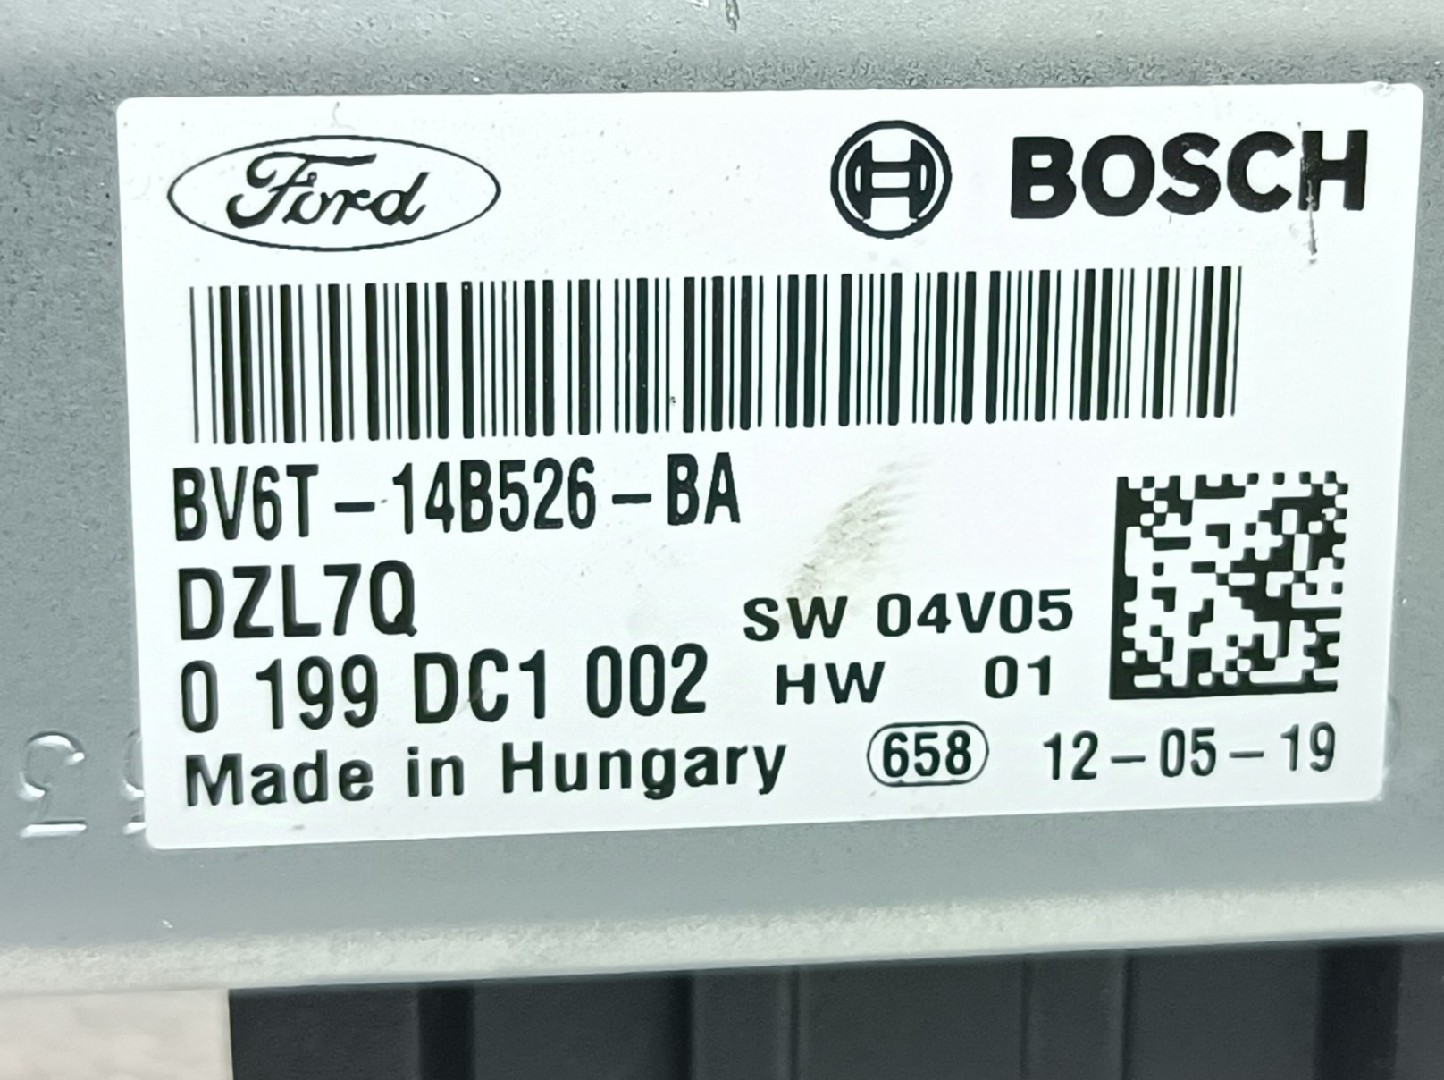 Ford BOSCH
BV6T-14B526-BA
DZL7Q SW 04V05
0 199 DC1 002 HW 01
Made in Hungary 658 12-05-19